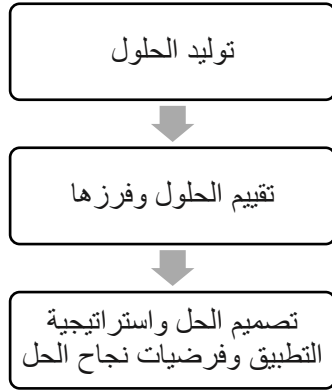 توليد الحلول
تقييم الحلول وفرزها
تصميم الحل واستراتيجية
التطبيق وفرضيات نجاح الحل